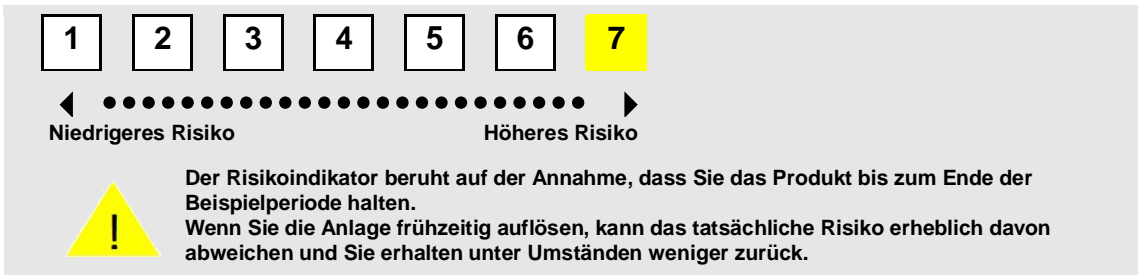 1 2 3 4 5 6 7
Niedrigeres Risiko Höheres Risiko
Der Risikoindikator beruht auf der Annahme, dass Sie das Produkt bis zum Ende der
Beispielperiode halten.
Wenn Sie die Anlage frühzeitig auflösen, kann das tatsächliche Risiko erheblich davon
abweichen und Sie erhalten unter Umständen weniger zurück.
!